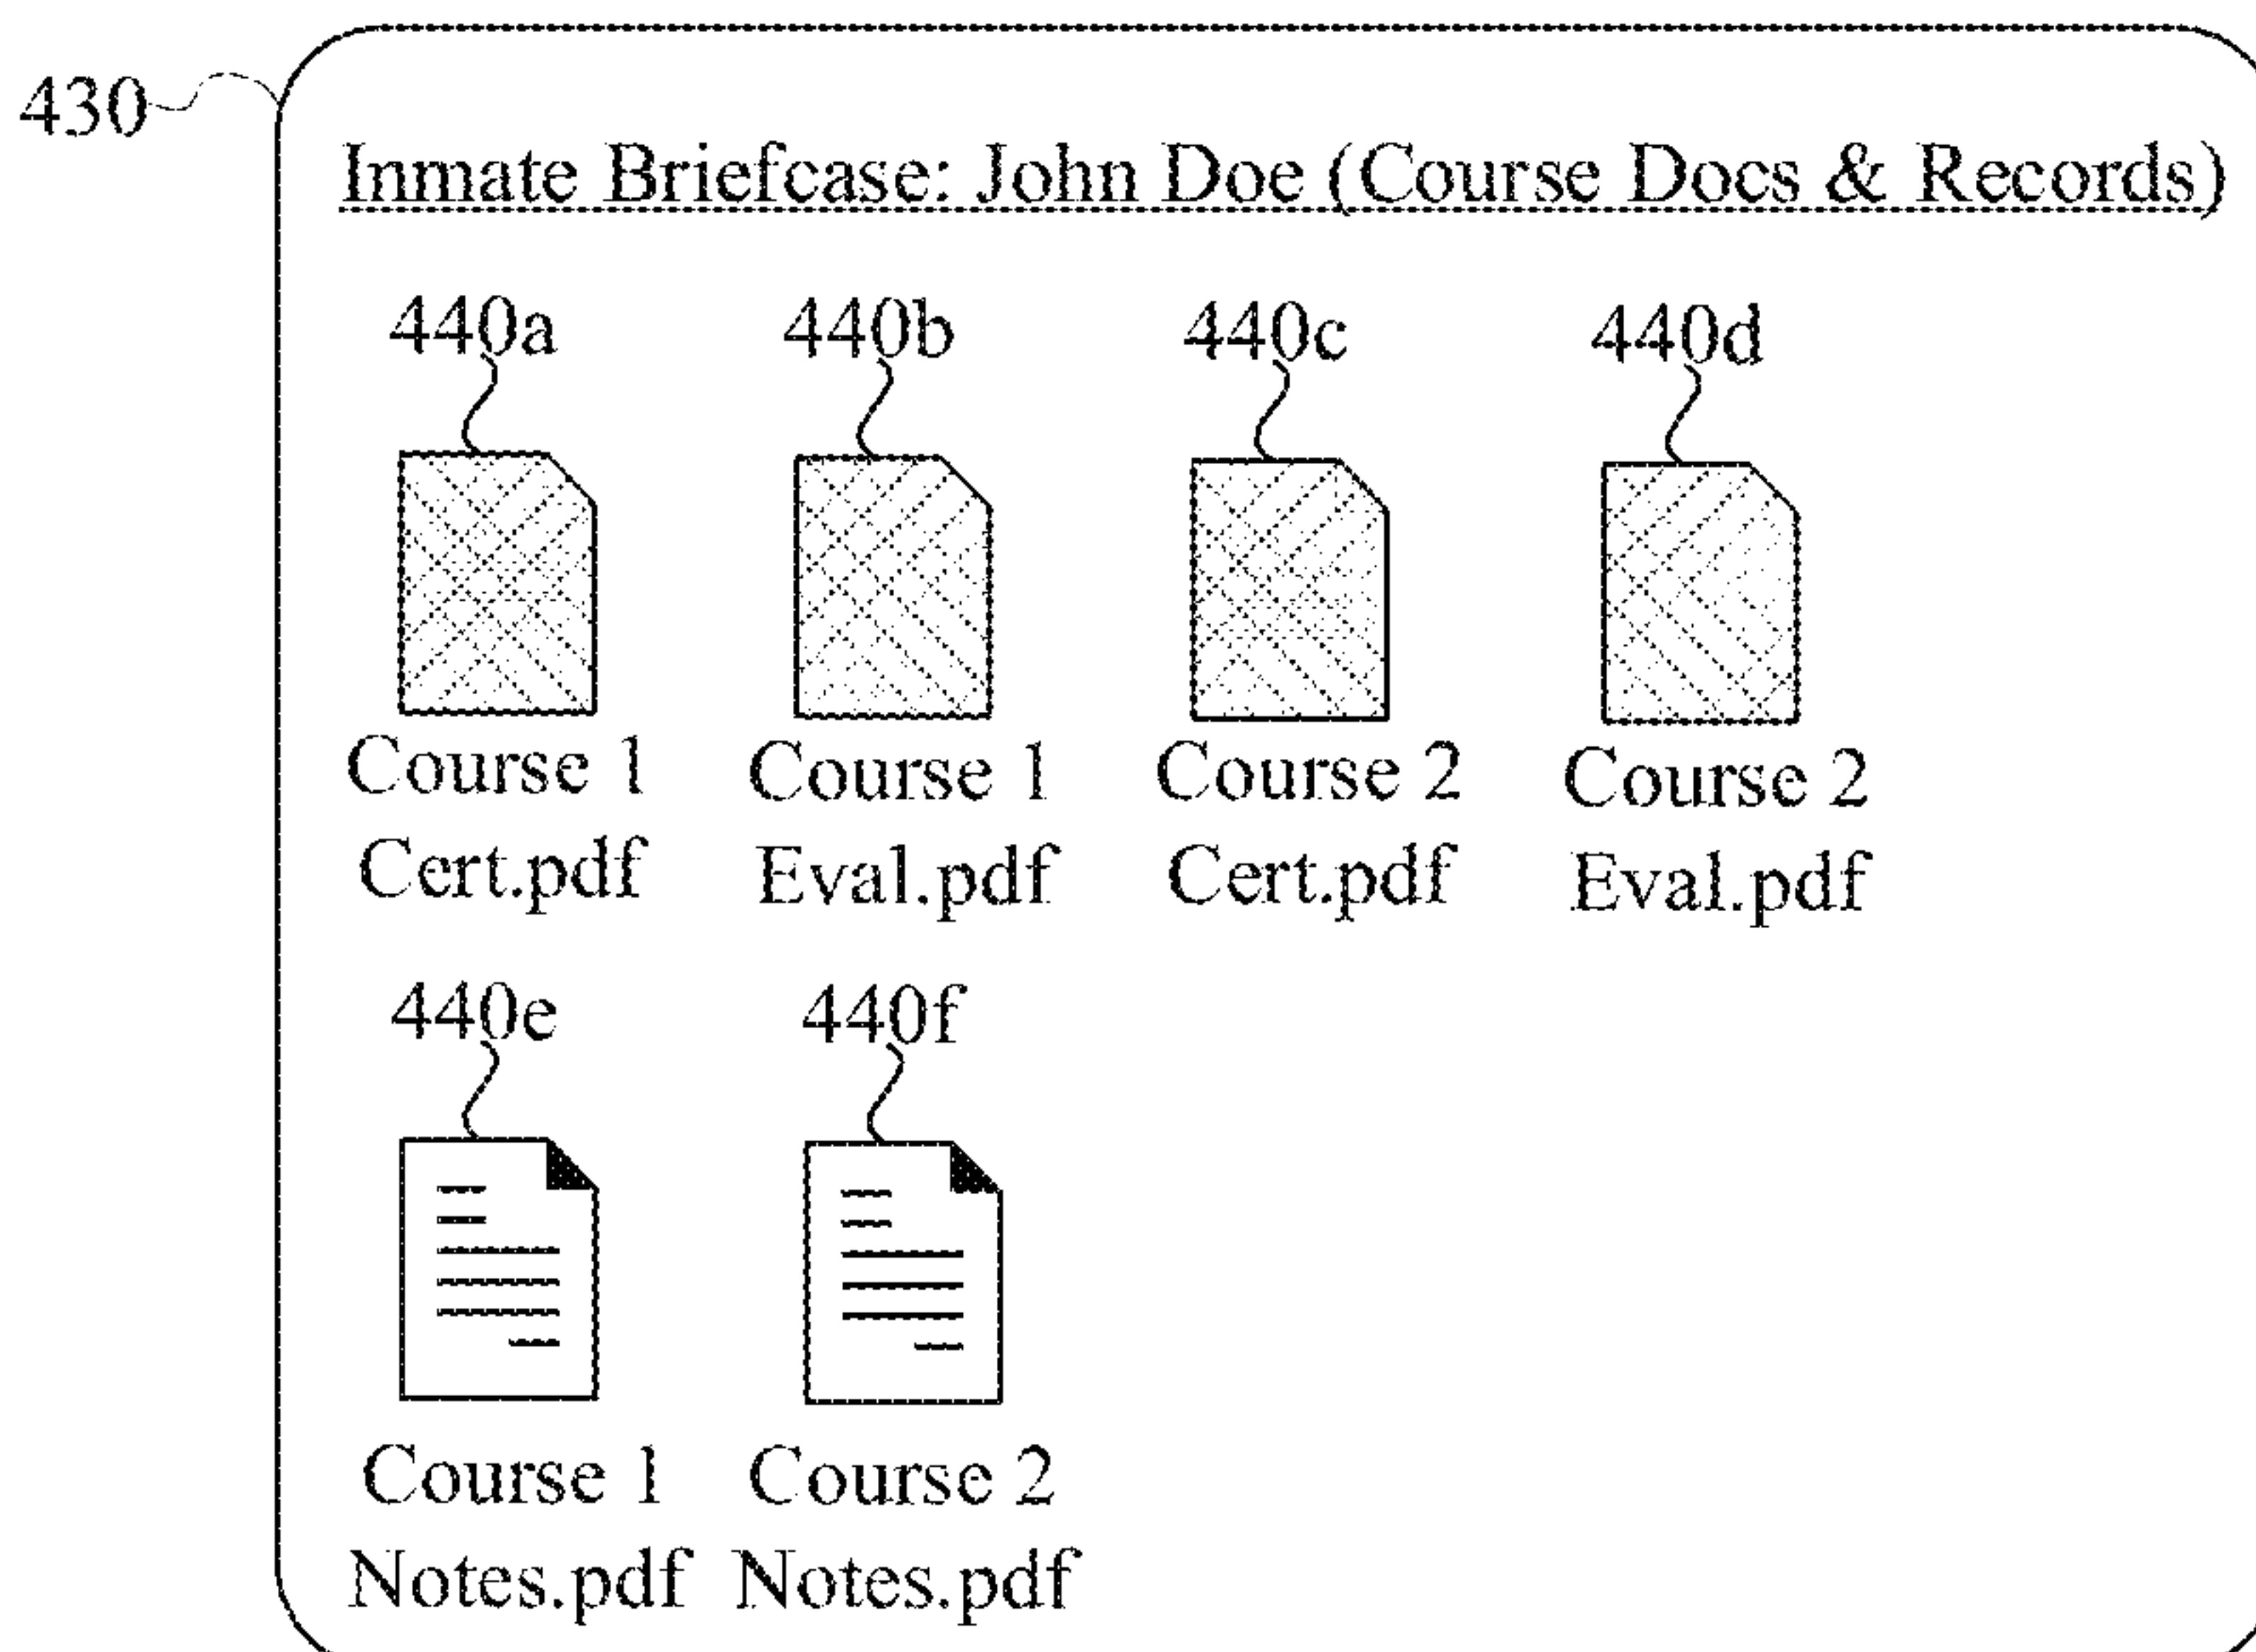 430
Inmate Briefcase: John Doe (Course Docs & Records)
440a 440b 440c 440d
Course 1 Course 1 Course 2 Course 2
Cert.pdf Eval.pdf Cert.pdf Eval.pdf
440e 440f
Course 1 Course 2
Notes.pdf Notes.pdf